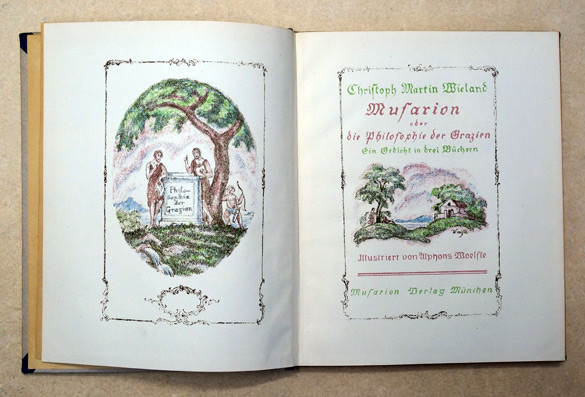 Philo-
sophie
der
Grazien
Christoph Martin Wieland
Musarion
oder
die Philosophie der Grazien
Ein Gedicht in drei Büchern
Illustriert von Alphons Woelfle
Musarion Verlag München